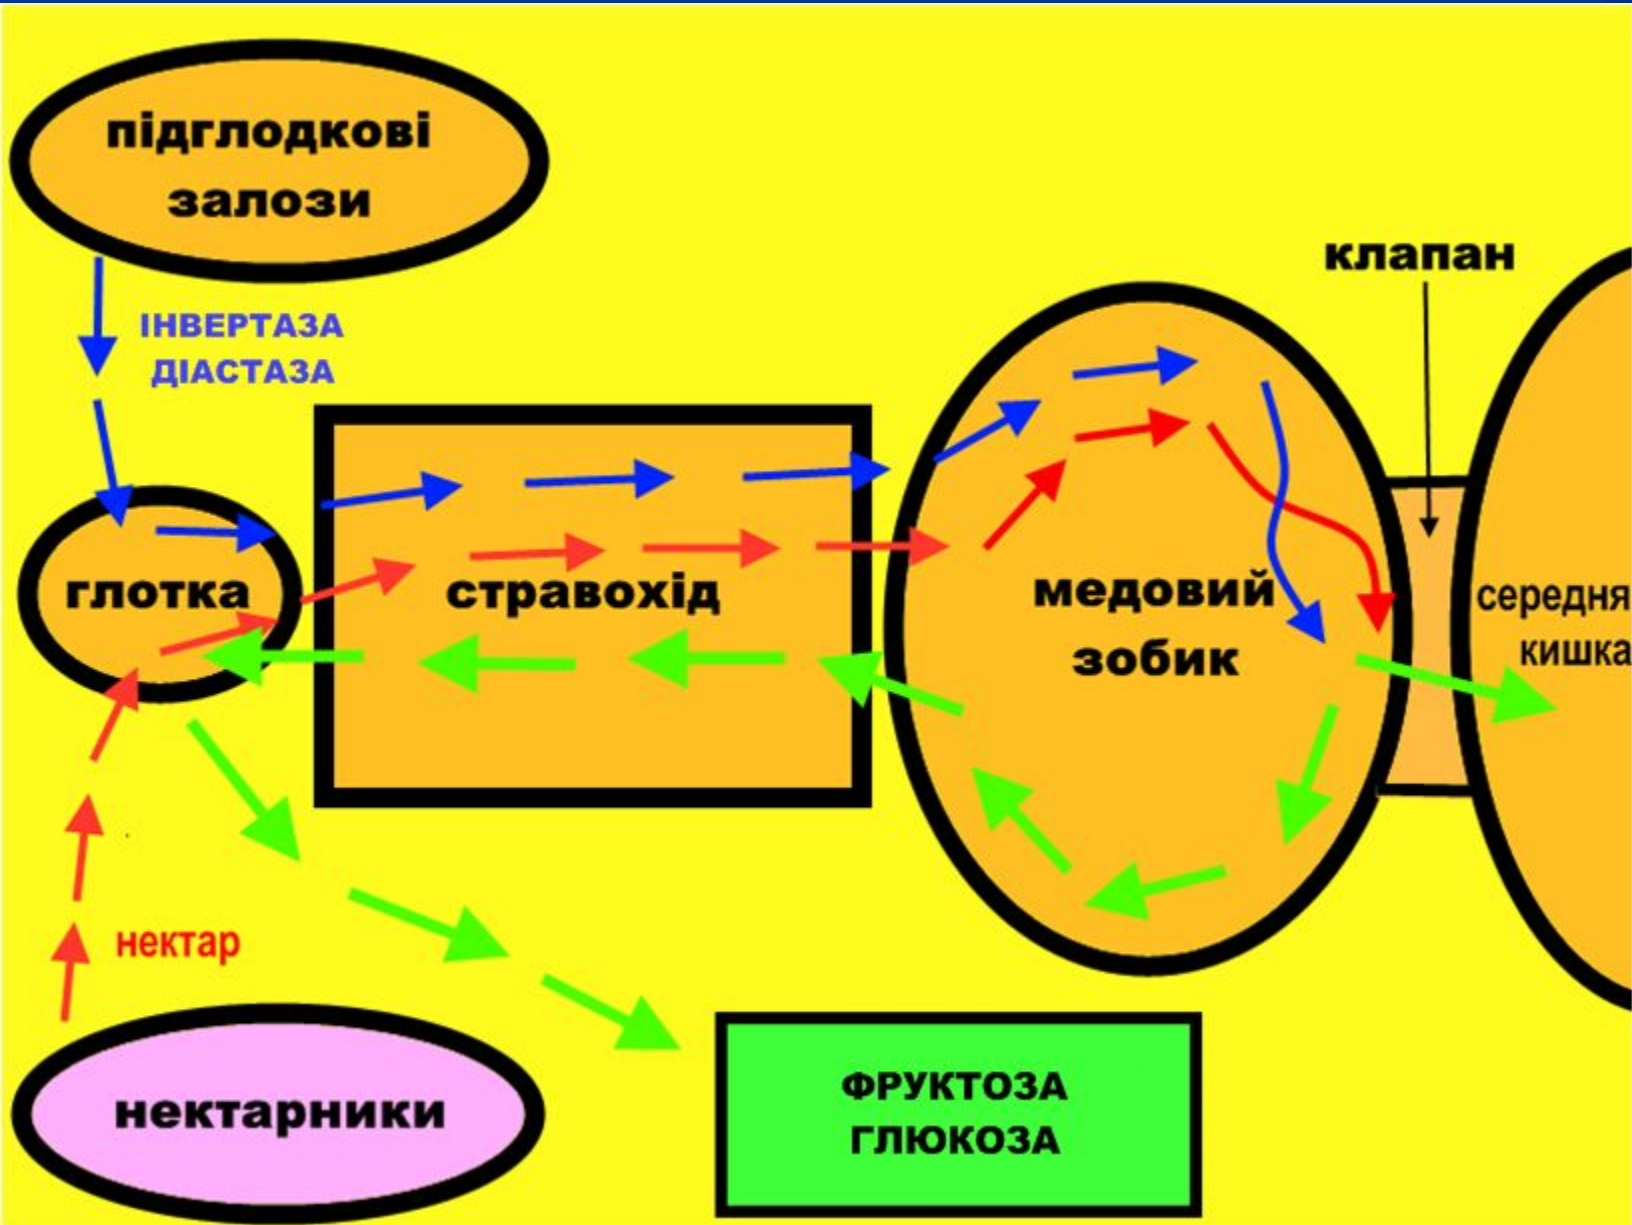 підглодкові
залози
клапан
ІНВЕРТАЗА
ДІАСТАЗА
глотка
стравохід
медовий
зобик
середня
кишка
нектар
нектарники
ФРУКТОЗА
ГЛЮКОЗА